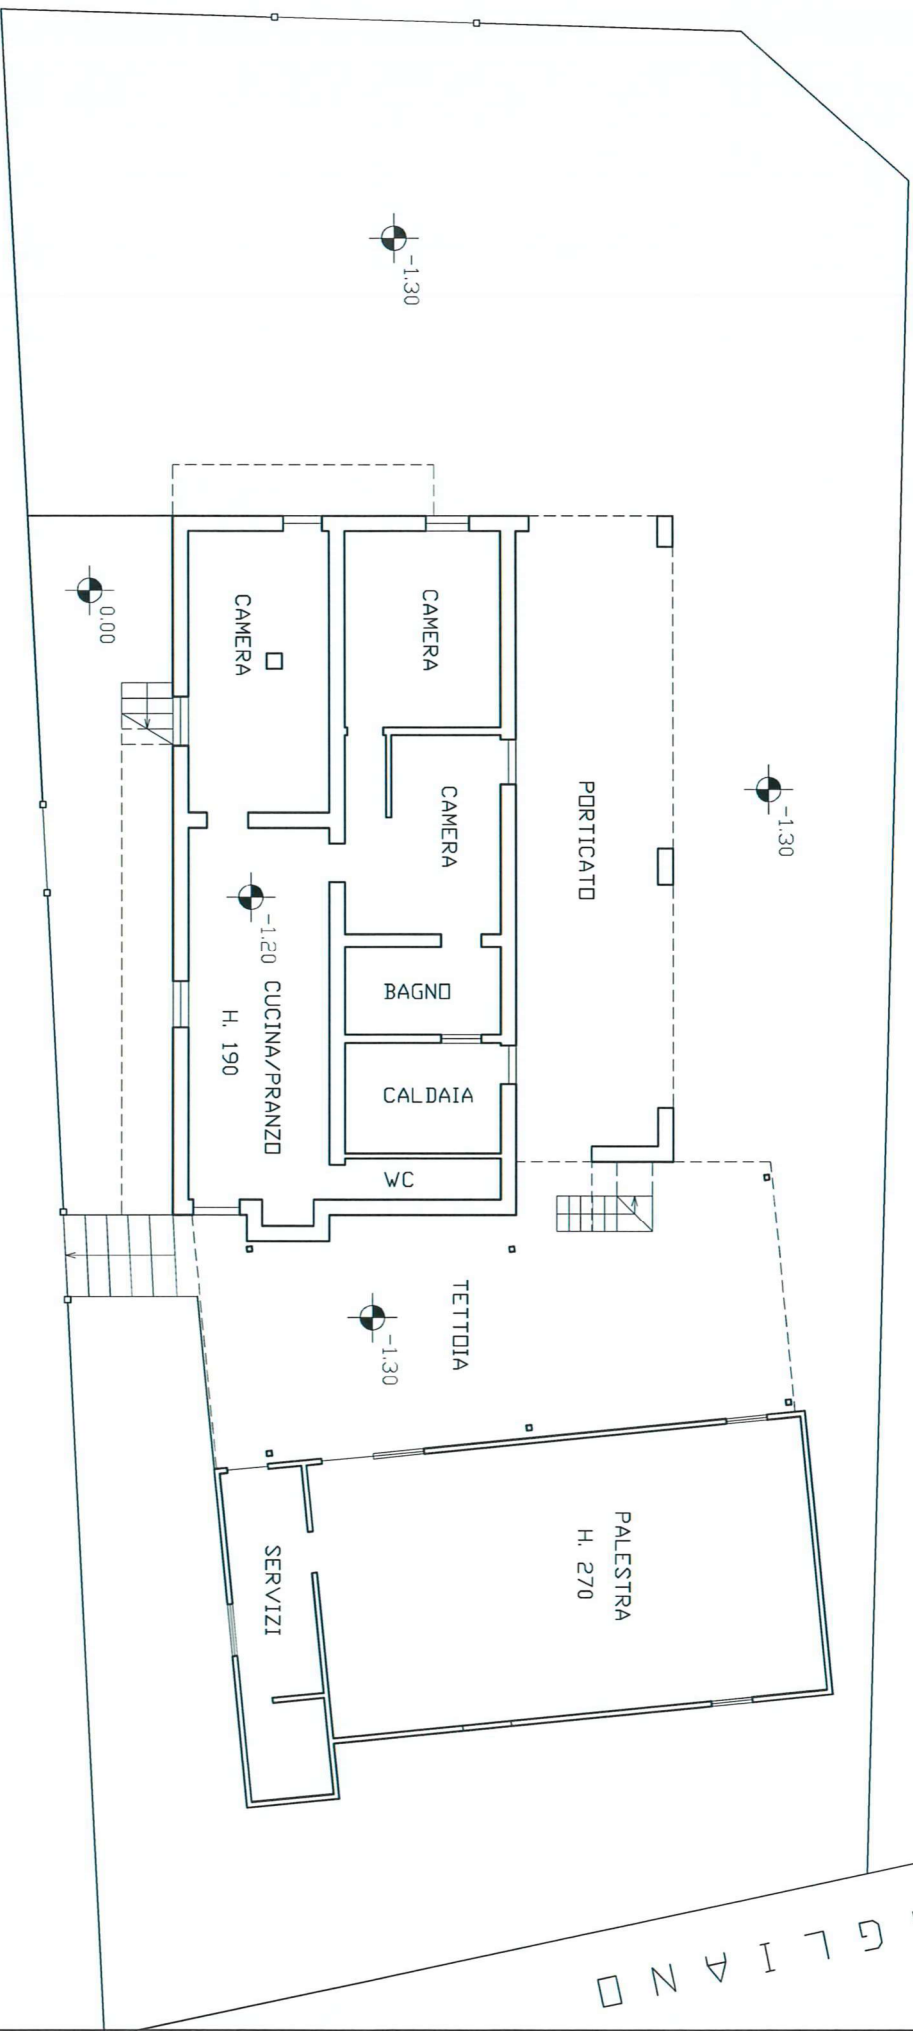 -1.30
0.00
CAMERA
CAMERA
CAMERA
PORTICATO
-1.30
-1.20 CUCINA/PRANZO
H. 190
BAGNO
CALDAIA
WC
TETTOIA
-1.30
PALESTRA
H. 270
SERVIZI
GLIANO